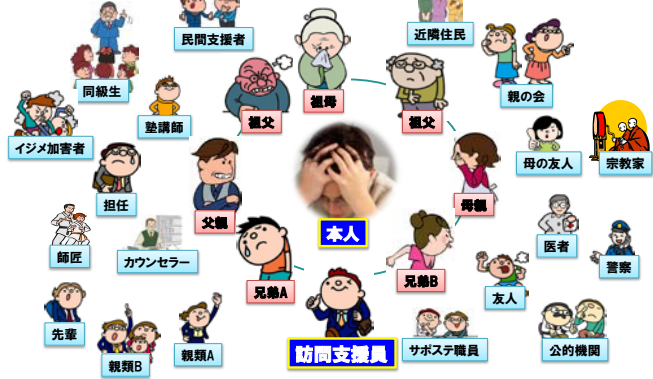 民間支援者
近隣住民
同級生
祖母
親の会
祖父
祖父
塾講師
イジメ加害者
母の友人
宗教家
担任
父親
母親
本人
師匠
カウンセラー
医者
警察
兄弟A
兄弟B
友人
先輩
親類B
親類A
訪問支援員
サポステ職員
公的機関